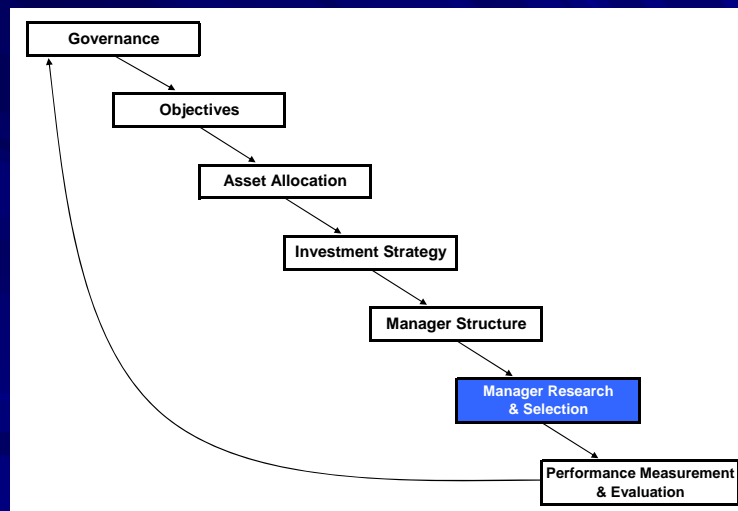 Governance
Objectives
Asset Allocation
Investment Strategy
Manager Structure
Manager Research
& Selection
Performance Measurement
& Evaluation